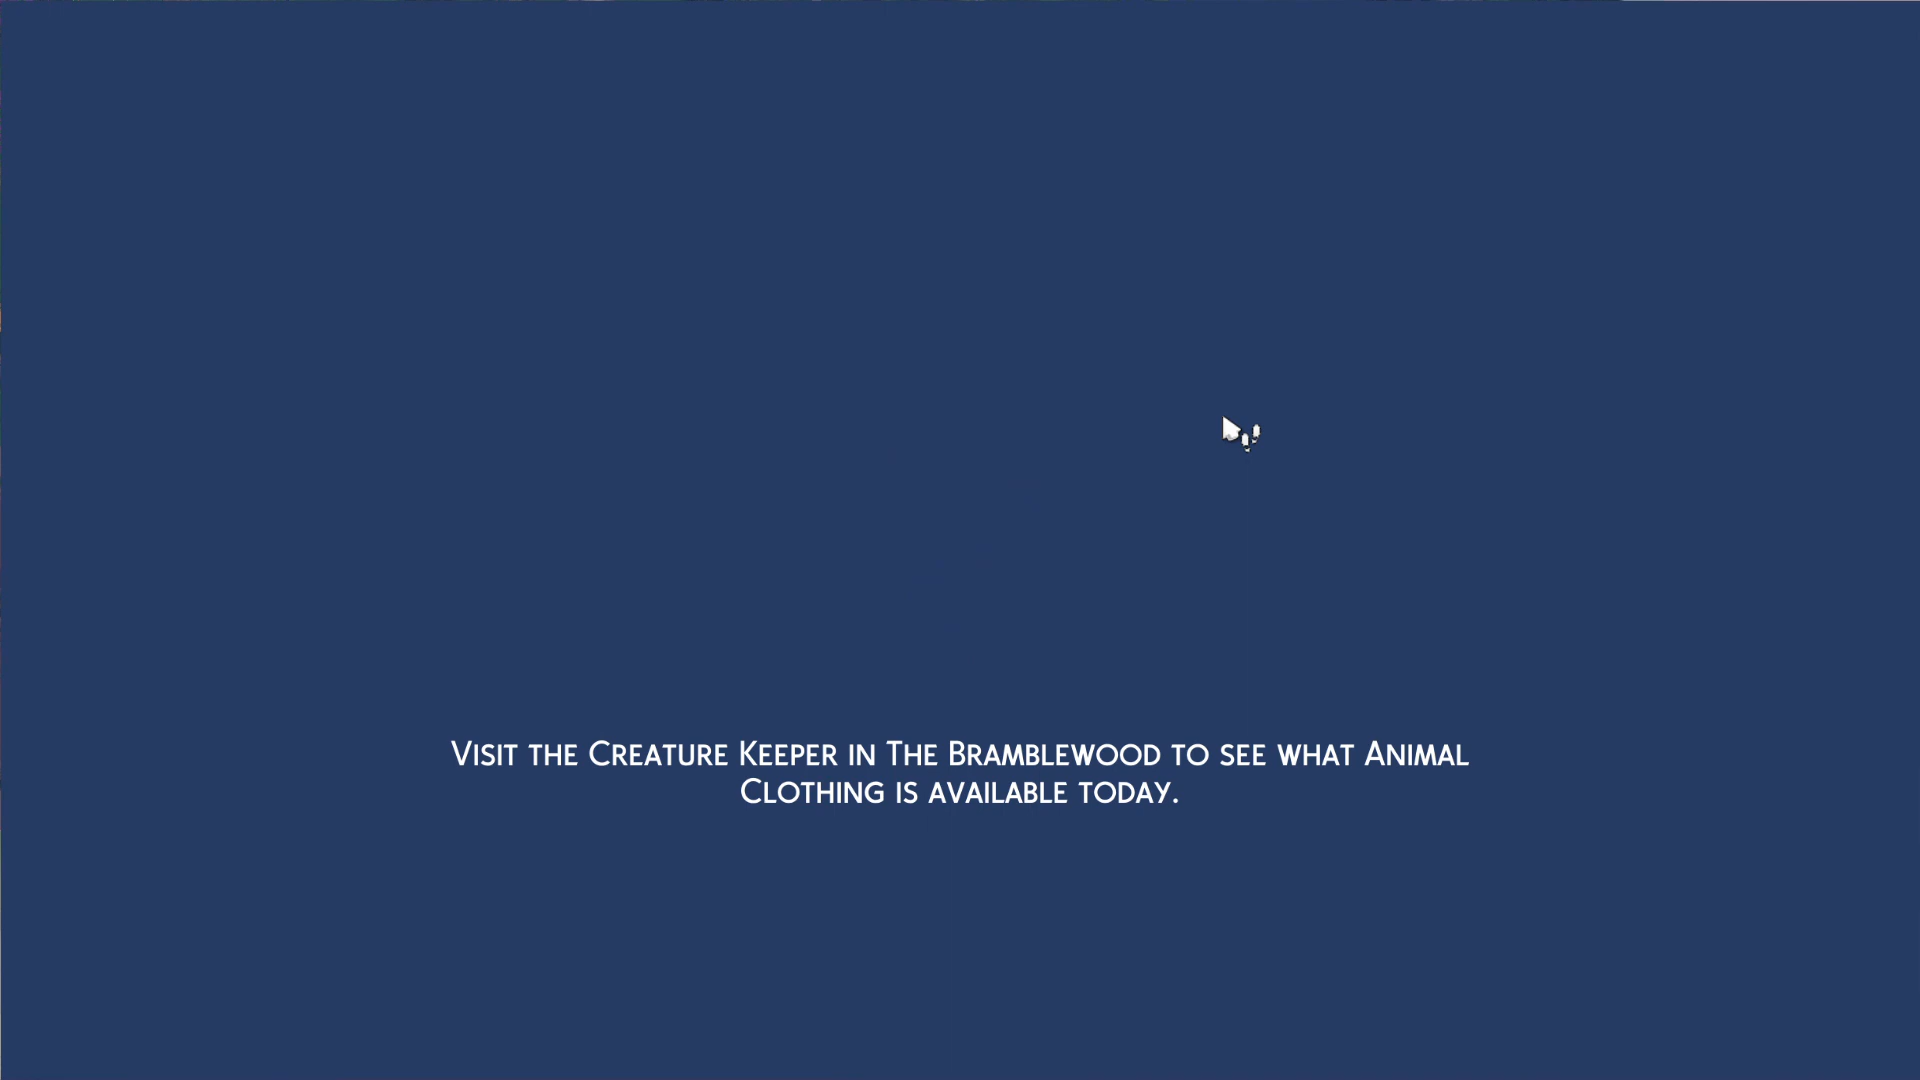 Visit the Creature Keeper in The Bramblewood to see what Animal
Clothing is available today.